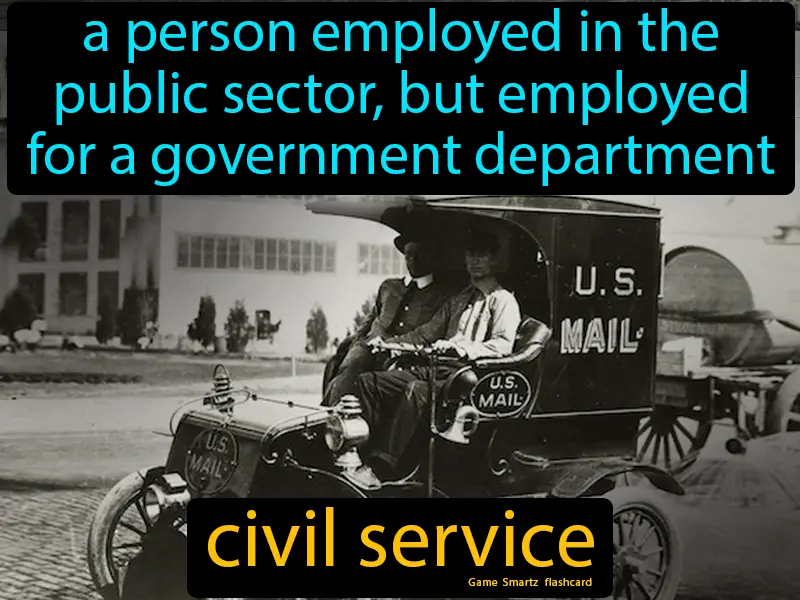 a person employed in the
public sector, but employed
for a government department
U.S.
MAIL
U.S.
MAIL
U.S.
MAIL
civil service
Game Smartz flashcard